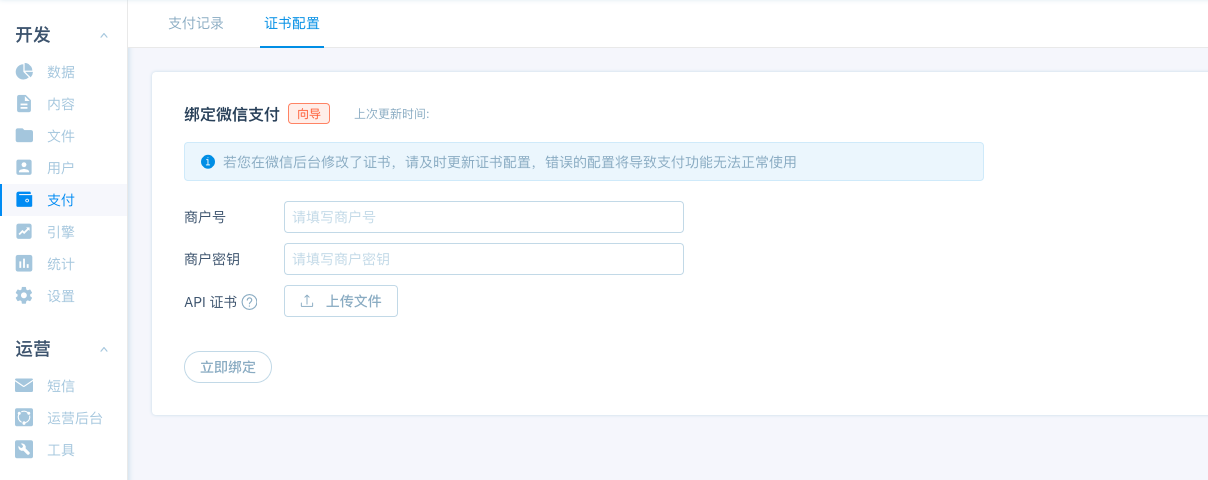 开发
数据
内容
文件
用户
支付
引擎
统计
设置
运营
短信
运营后台
工具
支付记录 证书配置
绑定微信支付 向导 上次更新时间:
若您在微信后台修改了证书，请及时更新证书配置，错误的配置将导致支付功能无法正常使用
商户号 请填写商户号
商户密钥 请填写商户密钥
API 证书 ? 上传文件
立即绑定